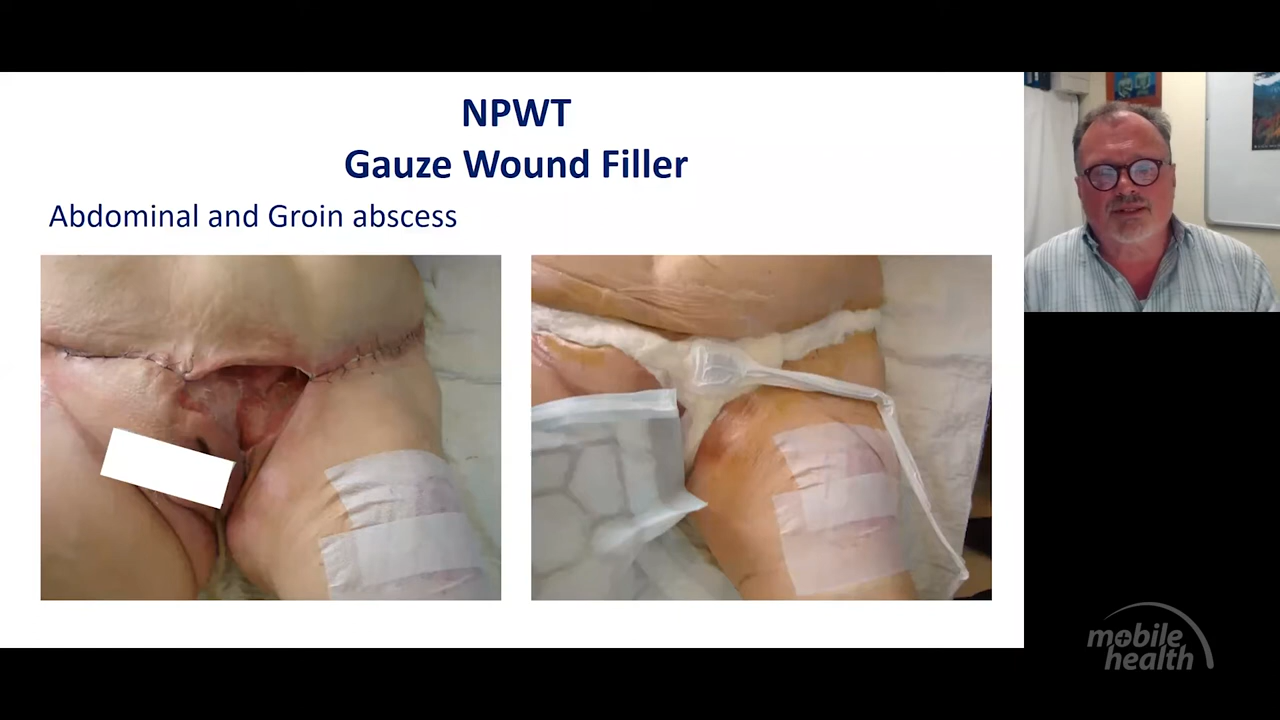 NPWT
Gauze Wound Filler
Abdominal and Groin abscess
mobile
health